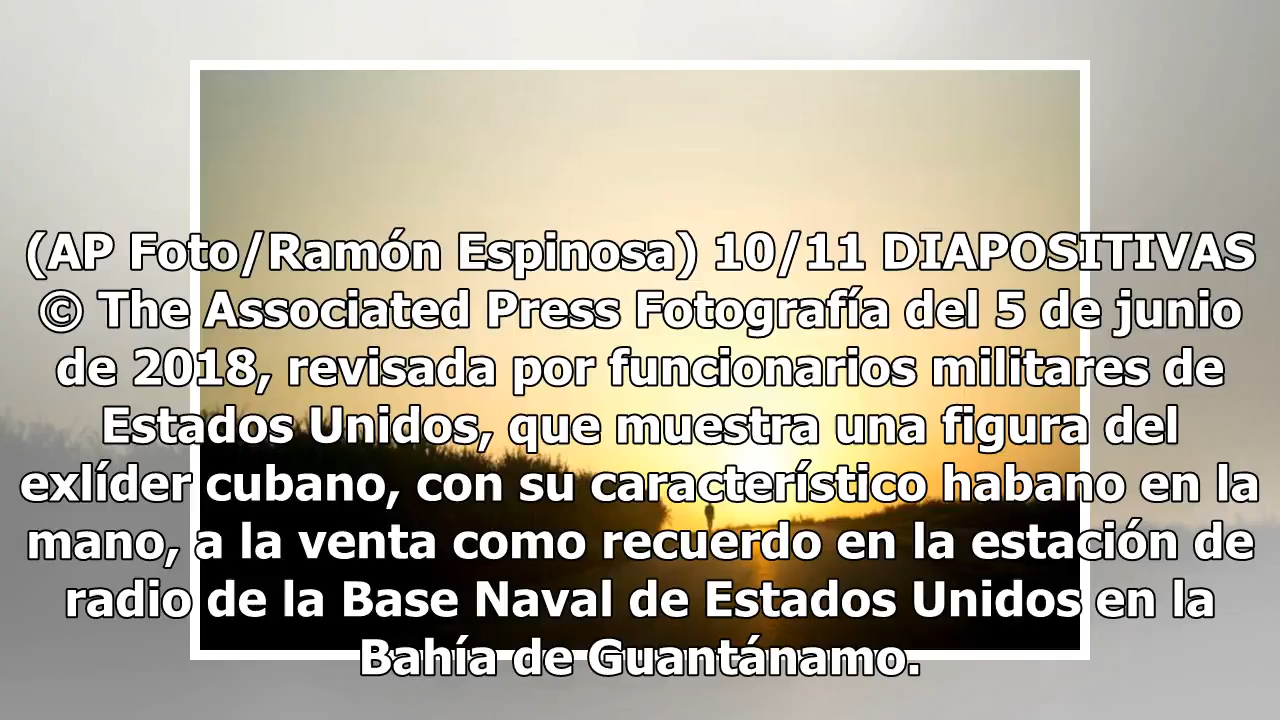 (AP Foto/Ramón Espinosa) 10/11 DIAPOSITIVAS
© The Associated Press Fotografía del 5 de junio
de 2018, revisada por funcionarios militares de
Estados Unidos, que muestra una figura del
exlíder cubano, con su característico habano en la
mano, a la venta como recuerdo en la estación de
radio de la Base Naval de Estados Unidos en la
Bahía de Guantánamo.